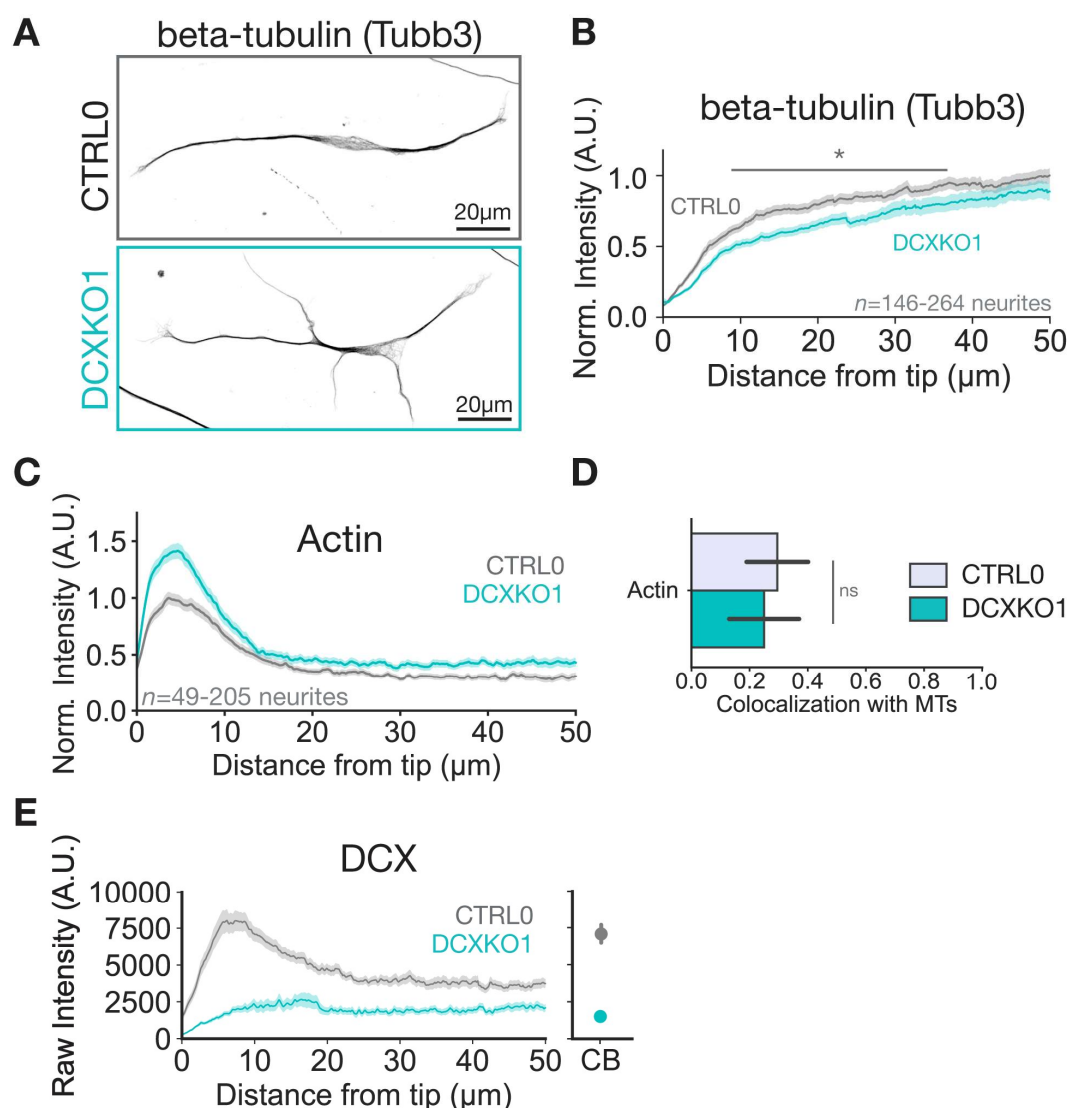 A
beta-tubulin (Tubb3)
CTRL0
20µm
DCXKO1
20µm
B
beta-tubulin (Tubb3)
Norm. Intensity (A.U.)
1.0
0.5
0.0
*
CTRL0
DCXKO1
n=146-264 neurites
0 10 20 30 40 50
Distance from tip (µm)
C
Actin
Norm. Intensity (A.U.)
1.5
1.0
0.5
0.0
CTRL0
DCXKO1
n=49-205 neurites
0 10 20 30 40 50
Distance from tip (µm)
D
Actin
ns
CTRL0
DCXKO1
0.0 0.2 0.4 0.6 0.8 1.0
Colocalization with MTs
E
DCX
Raw Intensity (A.U.)
10000
7500
5000
2500
0
CTRL0
DCXKO1
0 10 20 30 40 50
CB
Distance from tip (µm)